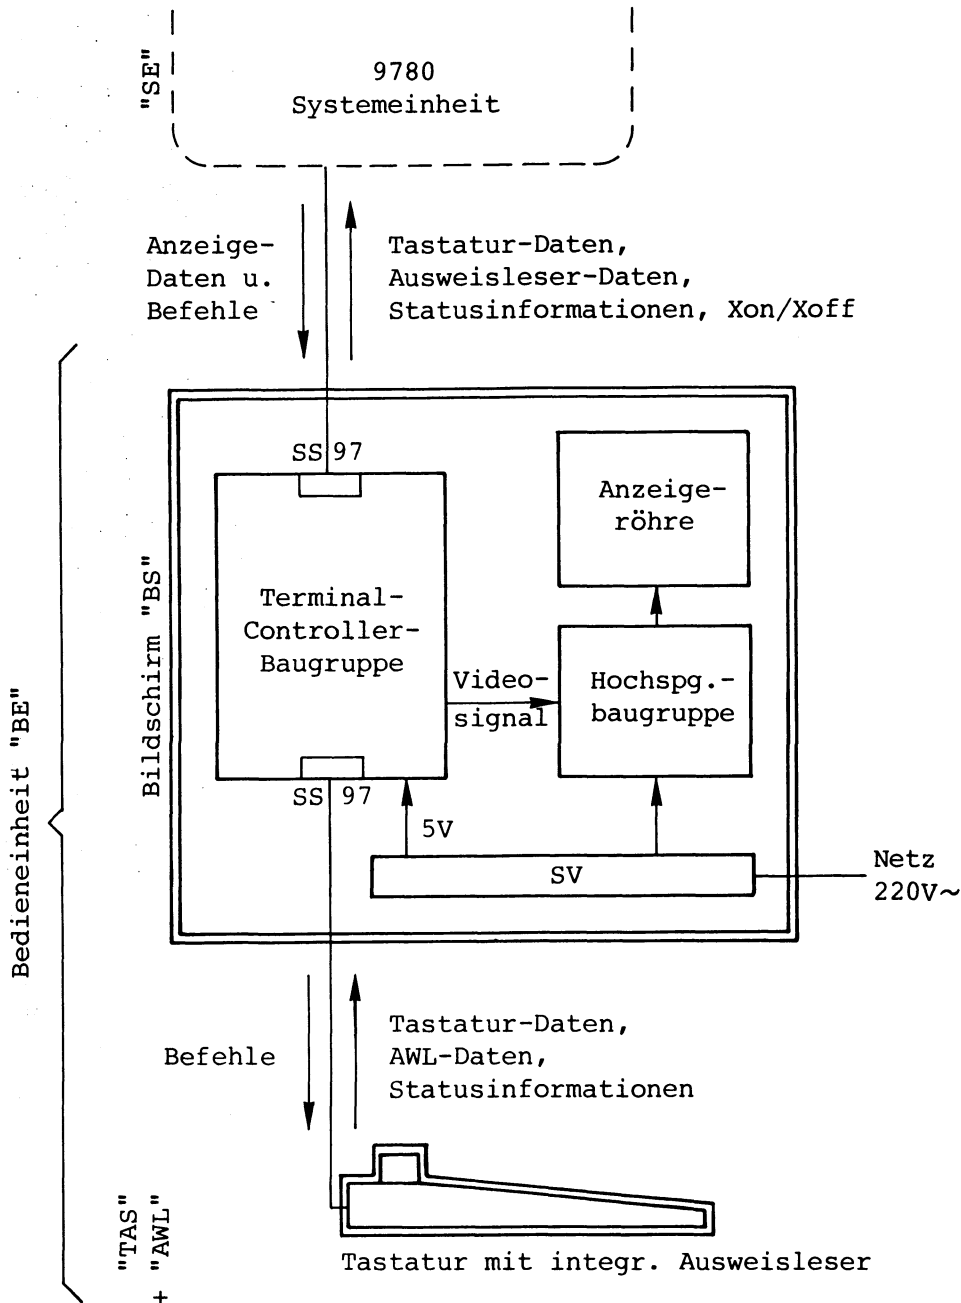 "SE"
9780
Systemeinheit
Anzeige-
Daten u.
Befehle
Tastatur-Daten,
Ausweisleser-Daten,
Statusinformationen, Xon/Xoff
Bedieneinheit "BE"
Bildschirm "BS"
SS 97
Terminal-
Controller-
Baugruppe
SS 97
Video-
signal
Anzeige-
röhre
Hochspg.-
baugruppe
5V
SV
Netz
220V~
Befehle
Tastatur-Daten,
AWL-Daten,
Statusinformationen
"TAS"
+ "AWL"
Tastatur mit integr. Ausweisleser